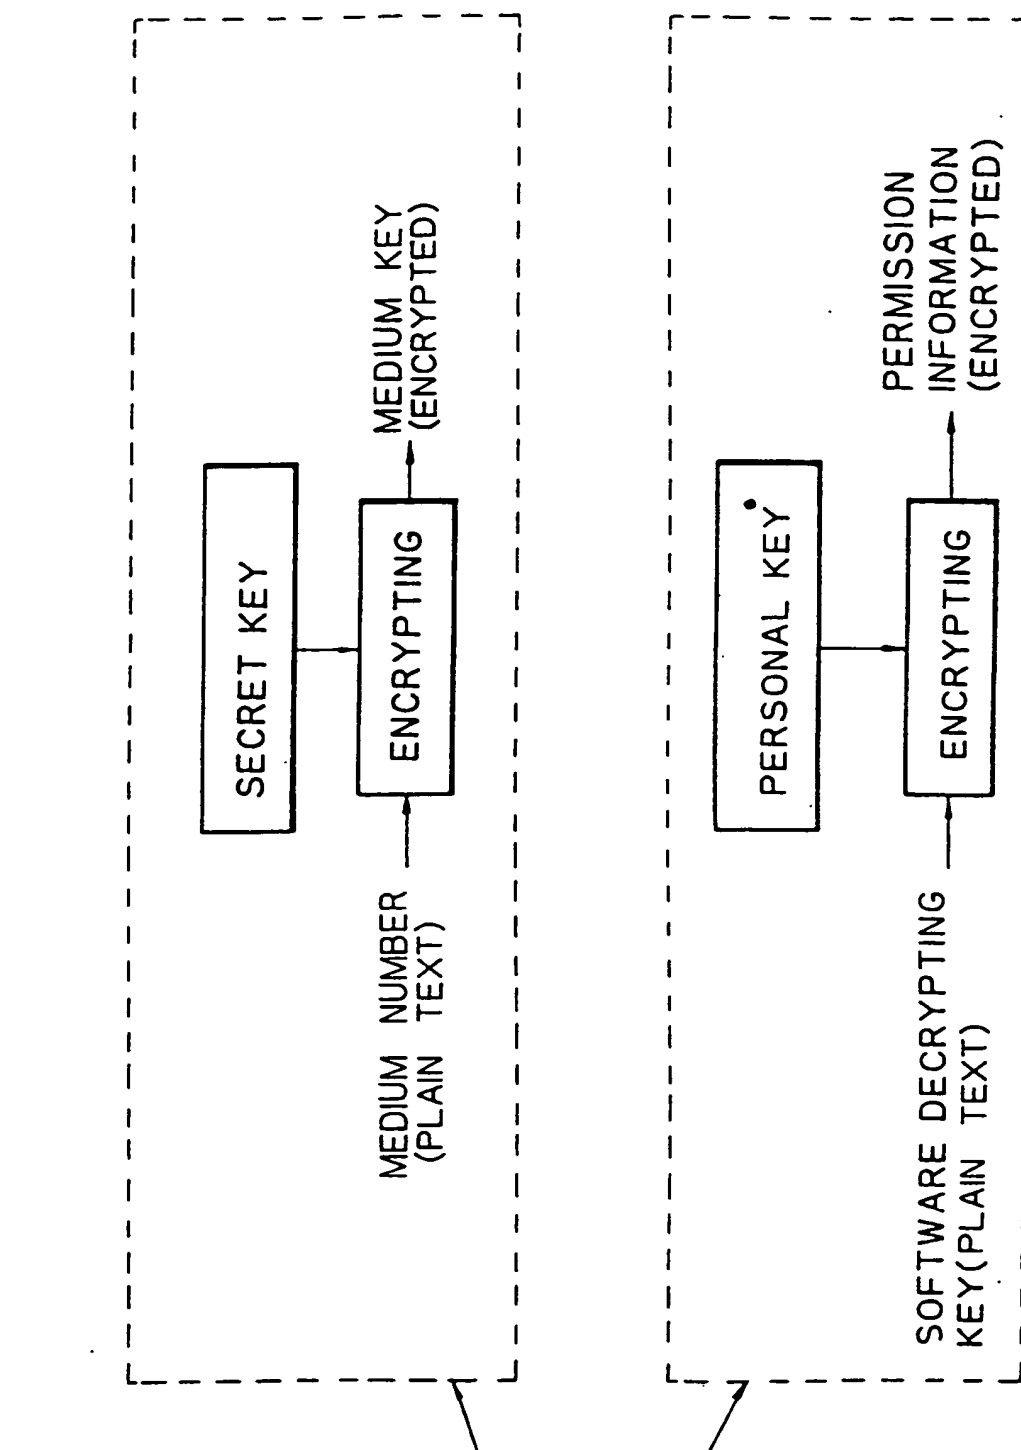 SECRET KEY
MEDIUM NUMBER
(PLAIN TEXT)
ENCRYPTING
MEDIUM KEY
(ENCRYPTED)
PERSONAL KEY
SOFTWARE DECRYPTING
KEY(PLAIN TEXT)
ENCRYPTING
PERMISSION
INFORMATION
(ENCRYPTED)